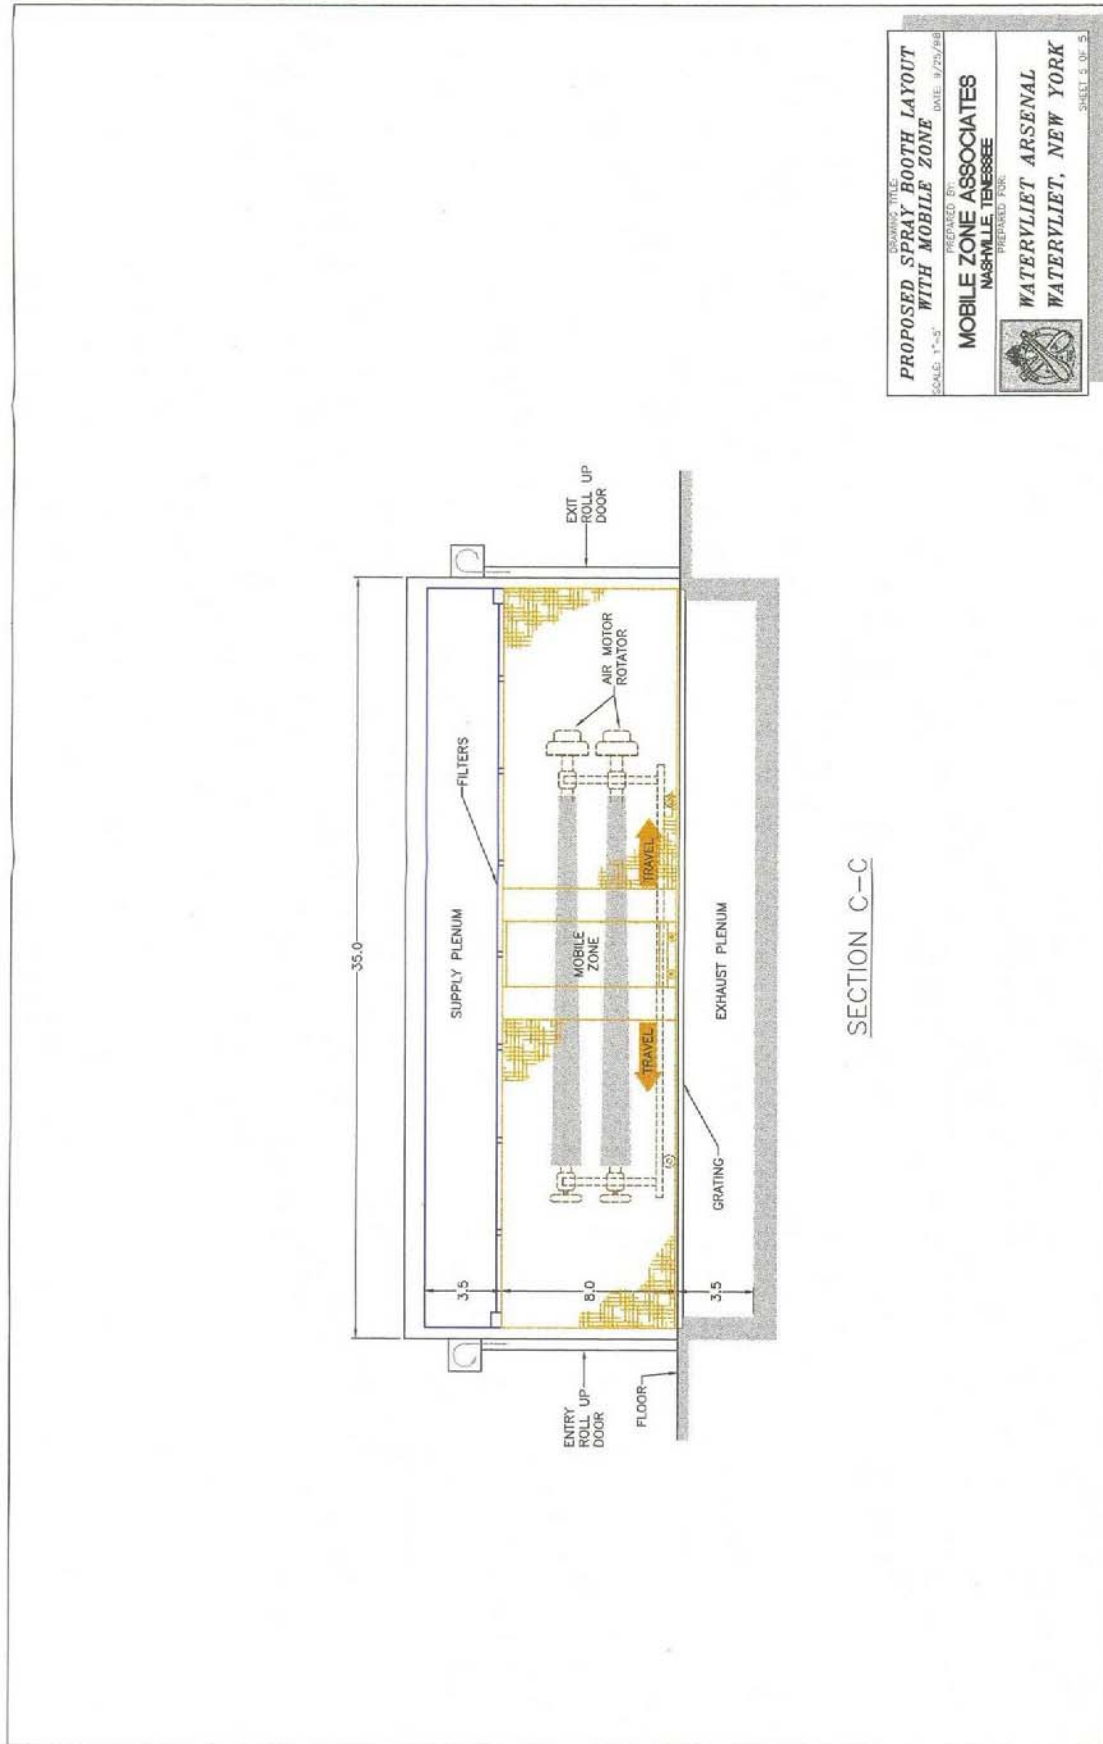 35.0
SUPPLY PLENUM
FILTERS
3.5
8.0
3.5
MOBILE
ZONE
TRAVEL
TRAVEL
AIR MOTOR
ROTATOR
EXIT
ROLL UP
DOOR
ENTRY
ROLL UP
DOOR
FLOOR
GRATING
EXHAUST PLENUM
SECTION C-C
DRAWING TITLE:
PROPOSED SPRAY BOOTH LAYOUT
WITH MOBILE ZONE
SCALE: 1"=5'
DATE: 9/25/98
PREPARED BY:
MOBILE ZONE ASSOCIATES
NASHVILLE, TENESSEE
PREPARED FOR:
WATERVLIET ARSENAL
WATERVLIET, NEW YORK
SHEET 5 OF 5